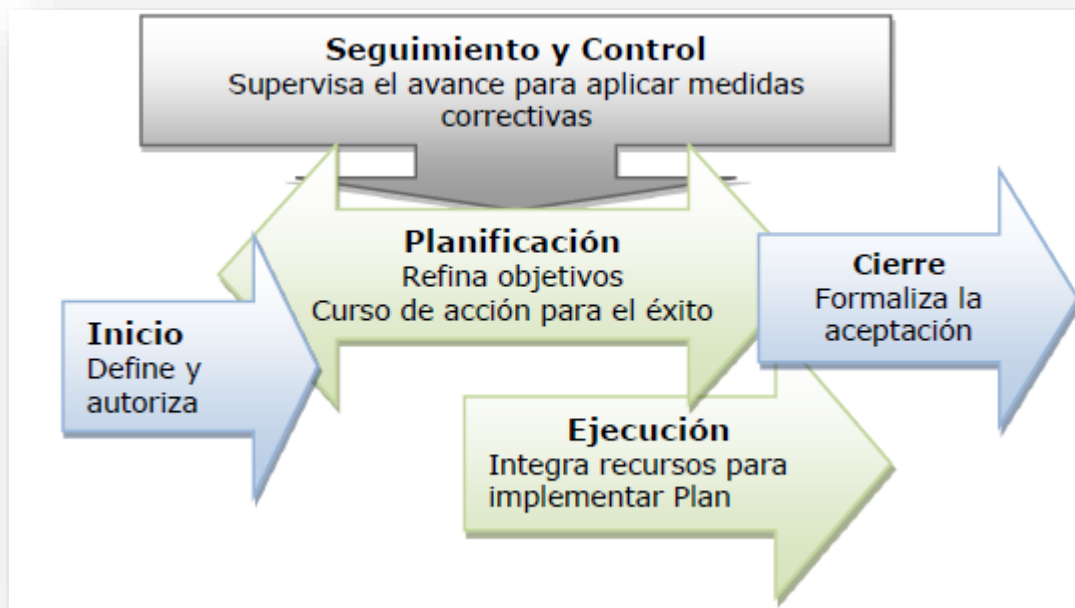 Seguimiento y Control
Supervisa el avance para aplicar medidas
correctivas
Planificación
Refina objetivos
Curso de acción para el éxito
Cierre
Formaliza la
aceptación
Inicio
Define y
autoriza
Ejecución
Integra recursos para
implementar Plan